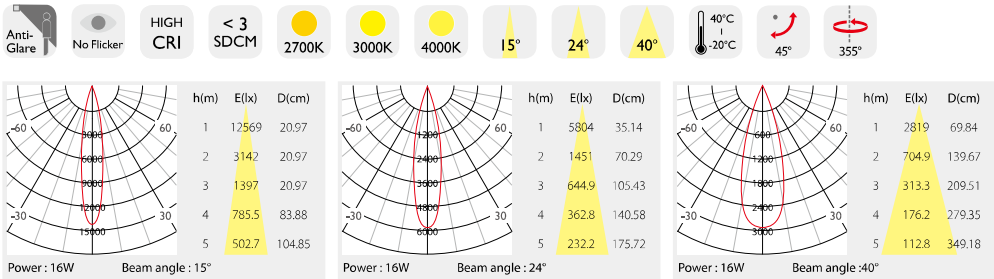 Anti-
Glare
No Flicker
HIGH
CRI
< 3
SDCM
2700K
3000K
4000K
15°
24°
40°
40°C
-20°C
45°
355°
-60 60
-30 30
3000
6000
9000
12000
15000
h(m) E(lx) D(cm)
1 12569 20.97
2 3142 20.97
3 1397 20.97
4 785.5 83.88
5 502.7 104.85
Power : 16W Beam angle : 15°
-60 60
-30 30
1200
2400
3600
4800
6000
h(m) E(lx) D(cm)
1 5804 35.14
2 1451 70.29
3 644.9 105.43
4 362.8 140.58
5 232.2 175.72
Power : 16W Beam angle : 24°
-60 60
-30 30
600
1200
1800
2400
3000
h(m) E(lx) D(cm)
1 2819 69.84
2 704.9 139.67
3 313.3 209.51
4 176.2 279.35
5 112.8 349.18
Power : 16W Beam angle :40°